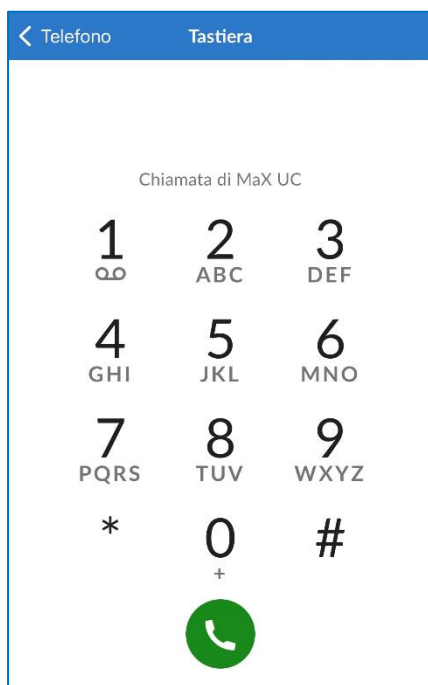 Telefono Tastiera
Chiamata di MaX UC
1 2 3
ABC DEF
4 5 6
GHI JKL MNO
7 8 9
PQRS TUV WXYZ
* 0 #
+